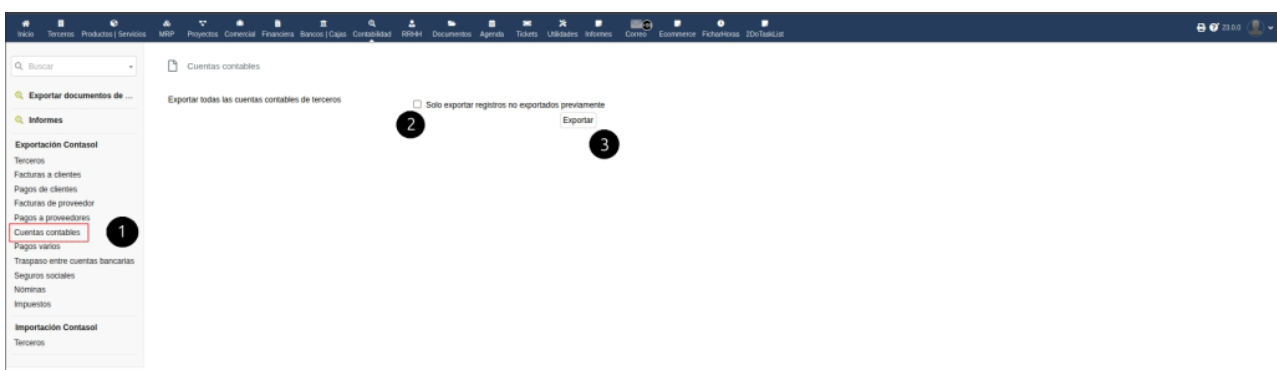 Inicio Terceros Productos | Servicios MRP Proyectos Comercial Financiera Bancos | Cajas Contabilidad RRHH Documentos Agenda Tickets Utilidades Informes Correo Ecommerce FicharHoras 2DoTaskList 23.0.0
Buscar
Cuentas contables
Exportar documentos de ...
Exportar todas las cuentas contables de terceros
Solo exportar registros no exportados previamente
2
Exportar
3
Informes
Exportación Contasol
Terceros
Facturas a clientes
Pagos de clientes
Facturas de proveedor
Pagos a proveedores
Cuentas contables
1
Pagos varios
Traspaso entre cuentas bancarias
Seguros sociales
Nóminas
Impuestos
Importación Contasol
Terceros